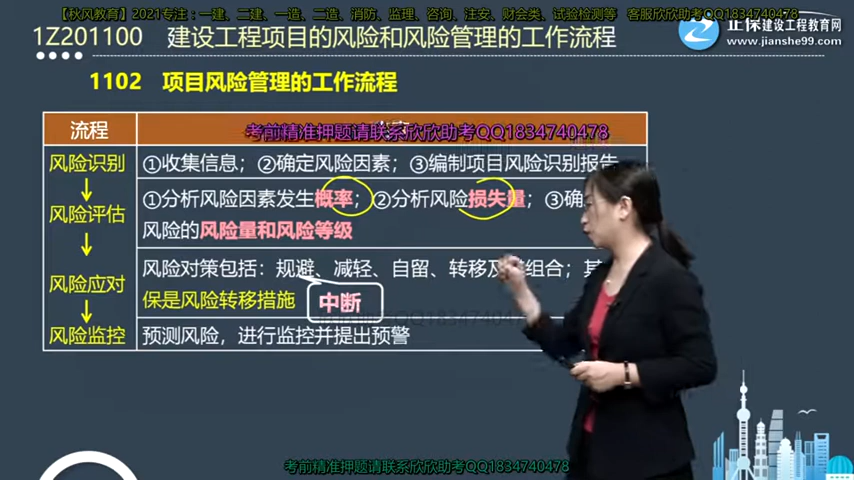 【秋风教育】2021专注：一建、二建、一造、二造、消防、监理、咨询、注安、财会类、试验检测等 客服欣欣助考QQ1834740478
1Z201100 建设工程项目的风险和风险管理的工作流程
正保建设工程教育网
www.jianshe99.com
1102 项目风险管理的工作流程
流程
考前精准押题请联系欣欣助考QQ1834740478
风险识别
①收集信息；②确定风险因素；③编制项目风险识别报告
风险评估
①分析风险因素发生概率；②分析风险损失量；③确
风险的风险量和风险等级
风险应对
风险对策包括：规避、减轻、自留、转移及组合；其
保是风险转移措施 中断
风险监控
预测风险，进行监控并提出预警
考前精准押题请联系欣欣助考QQ1834740478